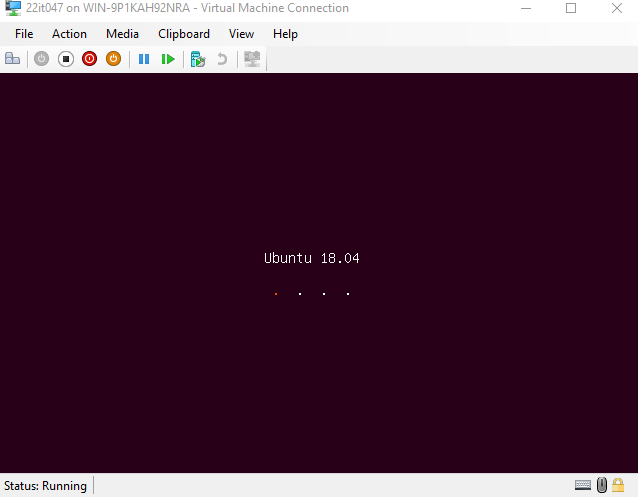 22it047 on WIN-9P1KAH92NRA - Virtual Machine Connection
File Action Media Clipboard View Help
Ubuntu 18.04
. . . .
Status: Running